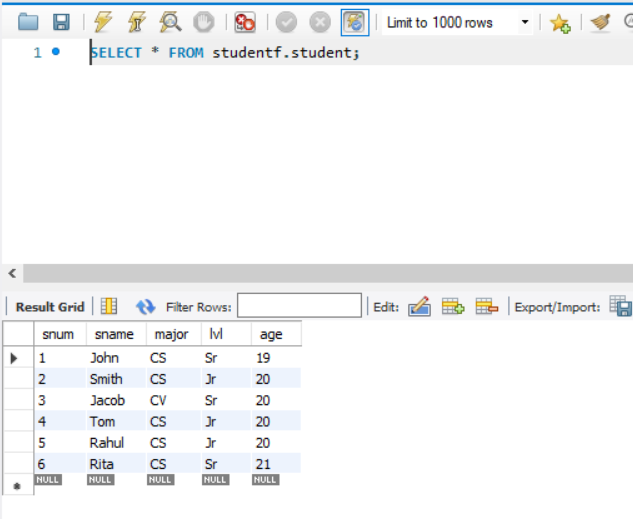 Limit to 1000 rows
1 SELECT * FROM studentf.student;
Result Grid Filter Rows: Edit: Export/Import:
snum sname major lvl age
1 John CS Sr 19
2 Smith CS Jr 20
3 Jacob CV Sr 20
4 Tom CS Jr 20
5 Rahul CS Jr 20
6 Rita CS Sr 21
NULL NULL NULL NULL NULL